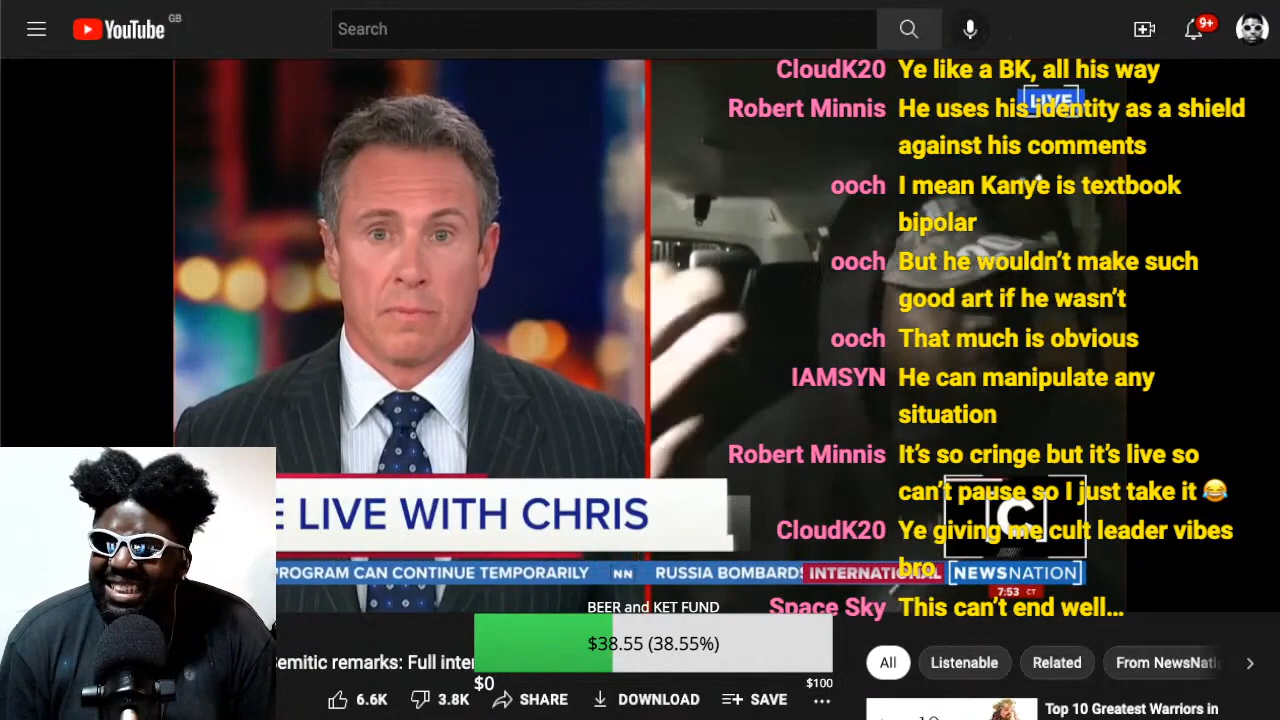 YouTube
GB
Search
9+
CloudK20 Ye like a BK, all his way
LIVE
Robert Minnis He uses his identity as a shield
against his comments
ooch I mean Kanye is textbook
bipolar
ooch But he wouldn't make such
good art if he wasn't
ooch That much is obvious
IAMSYN He can manipulate any
situation
Robert Minnis It's so cringe but it's live so
can't pause so I just take it 😂
CloudK20 Ye giving me cult leader vibes
bro
Space Sky This can't end well...
E LIVE WITH CHRIS
C
PROGRAM CAN CONTINUE TEMPORARILY NN RUSSIA BOMBARDS INTERNATIONAL NEWSNATION
7:53 CT
BEER and KET FUND
$38.55 (38.55%)
$0
$100
emitic remarks: Full inter
6.6K 3.8K SHARE DOWNLOAD SAVE ...
All Listenable Related From NewsNati
Top 10 Greatest Warriors in